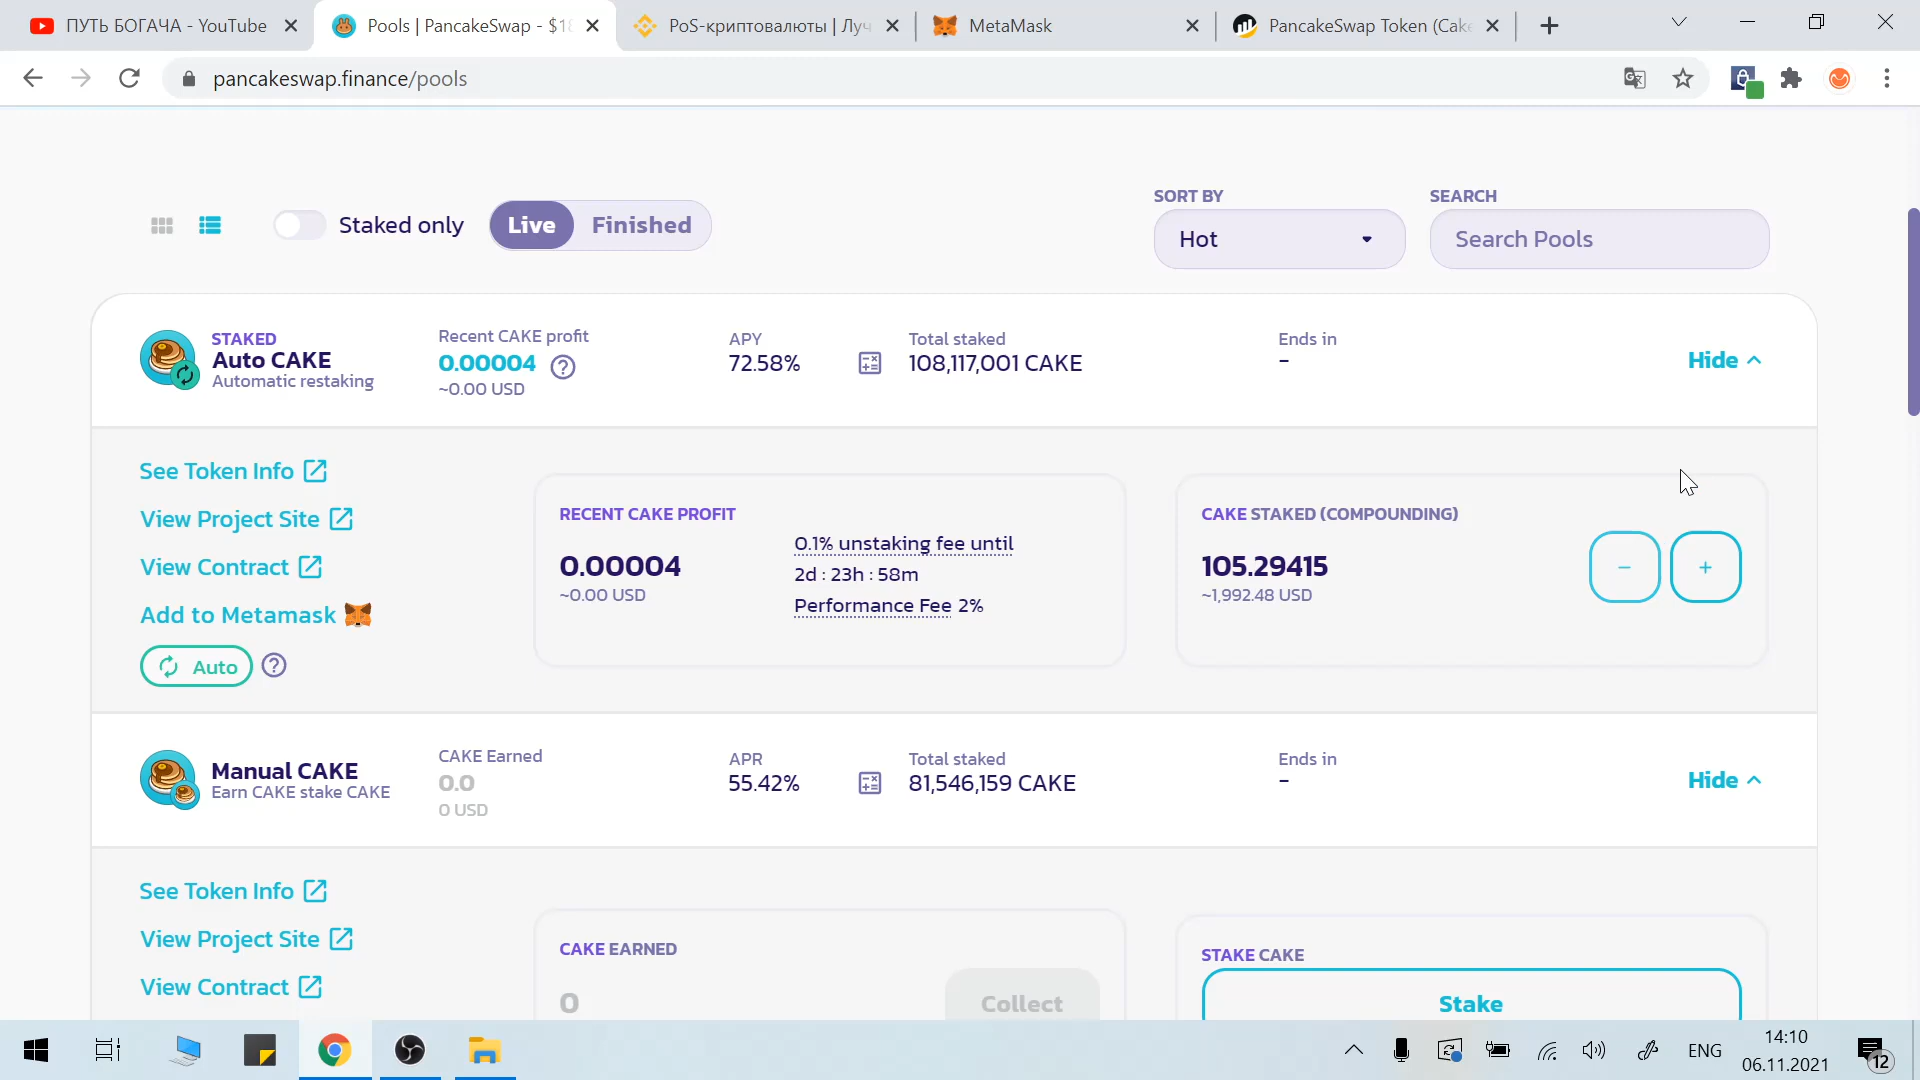 ПУТЬ БОГАЧА - YouTube
Pools | PancakeSwap - $18
PoS-криптовалюты | Луч
MetaMask
PancakeSwap Token (Cake
pancakeswap.finance/pools
Staked only
Live
Finished
SORT BY
Hot
SEARCH
Search Pools
STAKED
Auto CAKE
Automatic restaking
Recent CAKE profit
0.00004
~0.00 USD
APY
72.58%
Total staked
108,117,001 CAKE
Ends in
-
Hide
See Token Info
View Project Site
View Contract
Add to Metamask
Auto
RECENT CAKE PROFIT
0.00004
~0.00 USD
0.1% unstaking fee until
2d : 23h : 58m
Performance Fee 2%
CAKE STAKED (COMPOUNDING)
105.29415
~1,992.48 USD
Manual CAKE
Earn CAKE stake CAKE
CAKE Earned
0.0
0 USD
APR
55.42%
Total staked
81,546,159 CAKE
Ends in
-
Hide
See Token Info
View Project Site
View Contract
CAKE EARNED
0
Collect
STAKE CAKE
Stake
ENG
14:10
06.11.2021
12